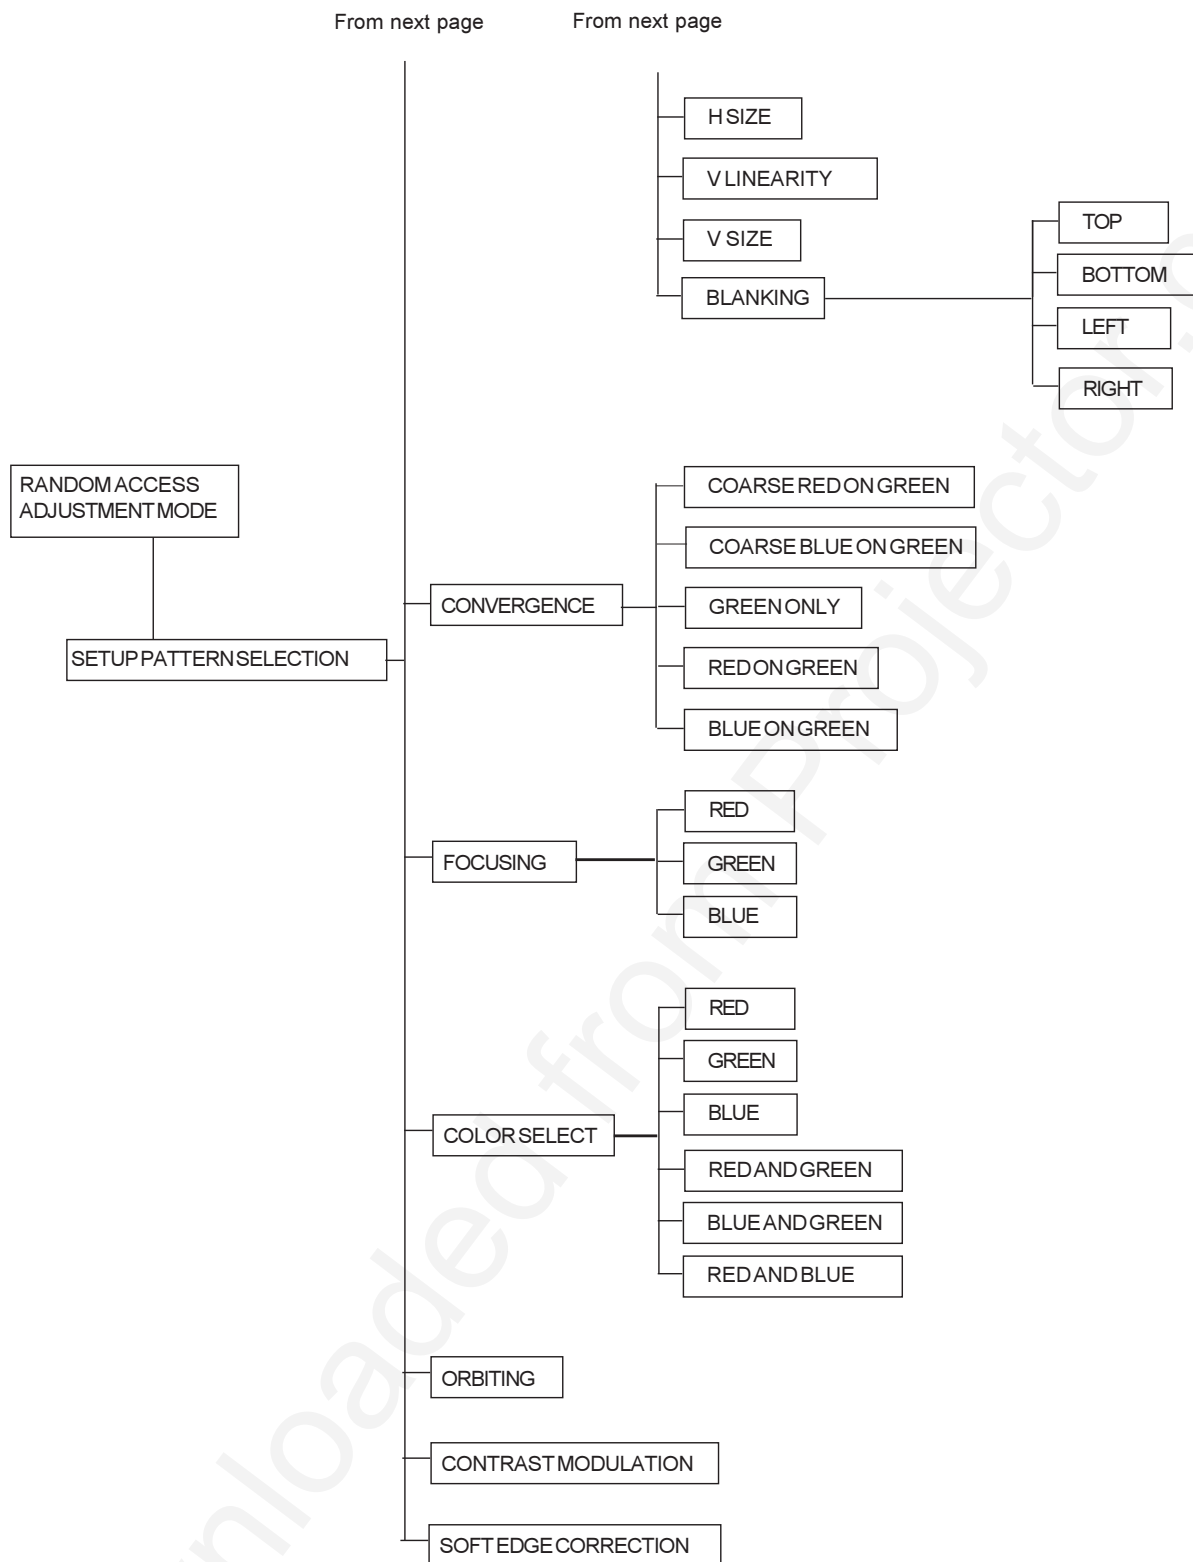 From next page
From next page
H SIZE
V LINEARITY
V SIZE
BLANKING
TOP
BOTTOM
LEFT
RIGHT
RANDOM ACCESS
ADJUSTMENT MODE
SETUP PATTERN SELECTION
CONVERGENCE
COARSE RED ON GREEN
COARSE BLUE ON GREEN
GREEN ONLY
RED ON GREEN
BLUE ON GREEN
FOCUSING
RED
GREEN
BLUE
COLOR SELECT
RED
GREEN
BLUE
RED AND GREEN
BLUE AND GREEN
RED AND BLUE
ORBITING
CONTRAST MODULATION
SOFT EDGE CORRECTION
nloaded from Projector.